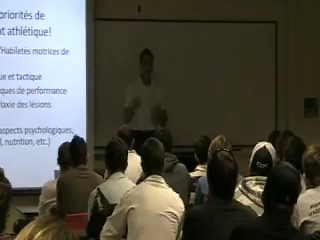 priorités de
t athlétique!
Habiletés motrices de
ue et tactique
ques de performance
laxie des lésions
aspects psychologiques,
l, nutrition, etc.)